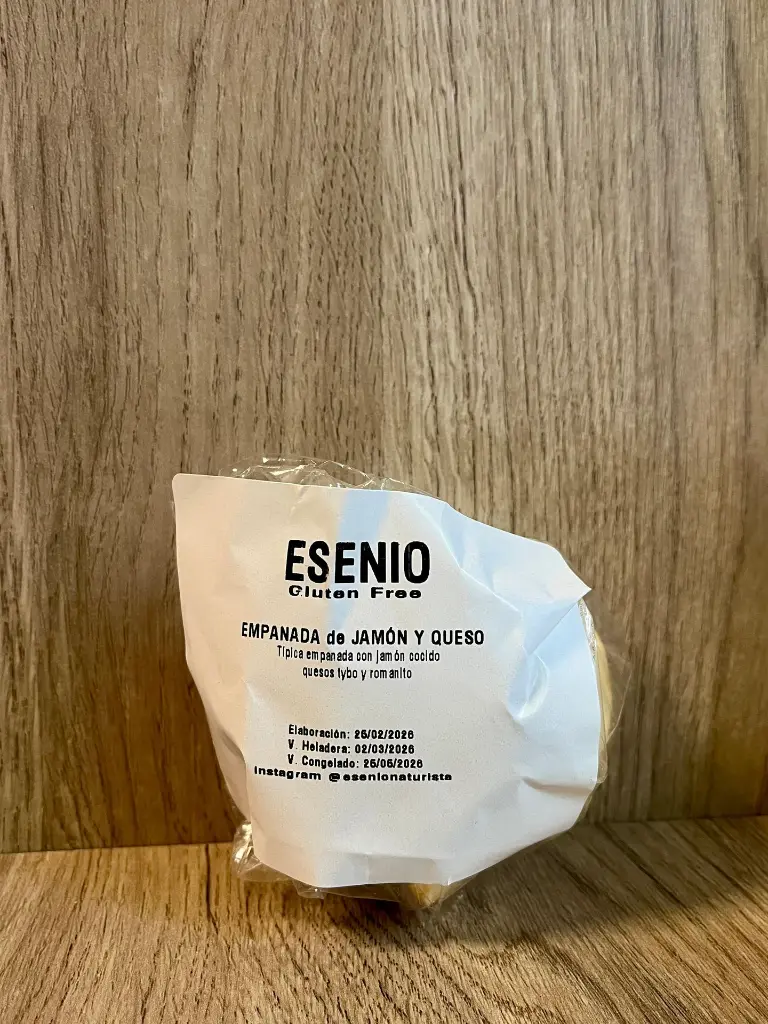 ESENIO
Gluten Free
EMPANADA de JAMÓN Y QUESO
Típica empanada con jamón cocido
quesos tybo y romanito
Elaboración: 25/02/2026
V. Heladera: 02/03/2026
V. Congelado: 25/05/2026
Instagram @esenionaturista